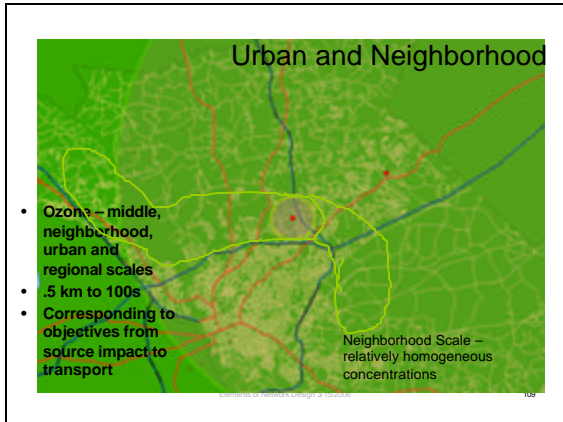 Urban and Neighborhood
• Ozone – middle,
neighborhood,
urban and
regional scales
• .5 km to 100s
• Corresponding to
objectives from
source impact to
transport
Neighborhood Scale –
relatively homogeneous
concentrations
Elements of Network Design 3/15/2006
109